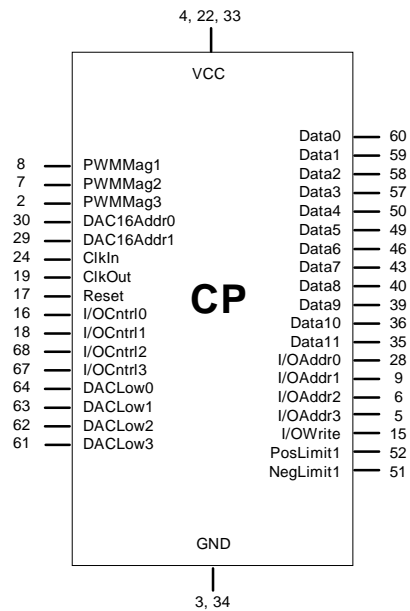 4, 22, 33
VCC
8 PWMMag1
7 PWMMag2
2 PWMMag3
30 DAC16Addr0
29 DAC16Addr1
24 ClkIn
19 ClkOut
17 Reset
16 I/OCntrl0
18 I/OCntrl1
68 I/OCntrl2
67 I/OCntrl3
64 DACLow0
63 DACLow1
62 DACLow2
61 DACLow3
CP
Data0 60
Data1 59
Data2 58
Data3 57
Data4 50
Data5 49
Data6 46
Data7 43
Data8 40
Data9 39
Data10 36
Data11 35
I/OAddr0 28
I/OAddr1 9
I/OAddr2 6
I/OAddr3 5
I/OWrite 15
PosLimit1 52
NegLimit1 51
GND
3, 34